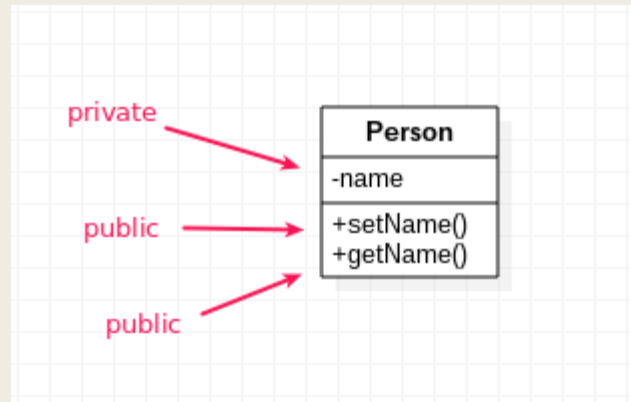 private
Person
-name
public
+setName()
+getName()
public